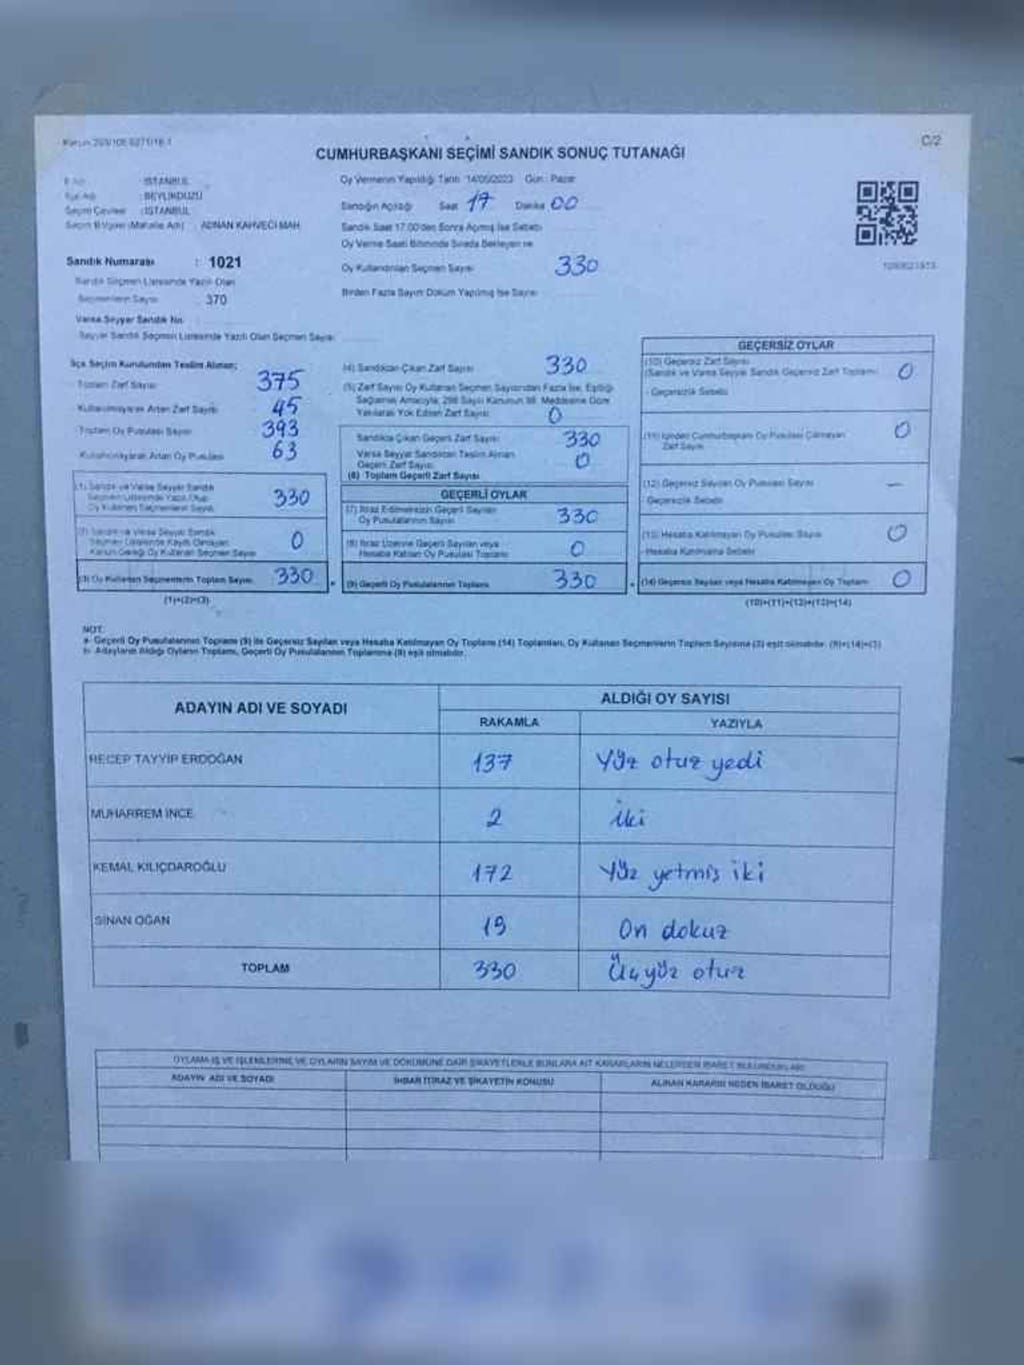 C/2
CUMHURBAŞKANI SEÇİMİ SANDIK SONUÇ TUTANAĞI
: İSTANBUL
: BEYLİKDÜZÜ
Seçim Çevresi : İSTANBUL
Seçim Bölgesi (Mahalle Adı) : ADNAN KAHVECİ MAH.
Sandık Numarası : 1021
Sandık Seçmen Listesinde Yazılı Olan
Seçmenlerin Sayısı 370
Varsa Seyyar Sandık No
Seyyar Sandık Seçmen Listesinde Yazılı Olan Seçmen Sayısı
Oy Vermenin Yapıldığı Tarih: 14/05/2023 Gün: Pazar
Sandığın Açıldığı Saat 17 Dakika 00
Sandık Saat 17.00'den Sonra Açılmış İse Sebebi
Oy Verme Saati Bitiminde Sırada Bekleyen ve
Oy Kullandırılan Seçmen Sayısı 330
Birden Fazla Sayım Döküm Yapılmış İse Sayısı
İlçe Seçim Kurulundan Teslim Alınan;
Toplam Zarf Sayısı 375
Kullanılmayarak Artan Zarf Sayısı 45
Toplam Oy Pusulası Sayısı 393
Kullanılmayarak Artan Oy Pusulası 63
(1) Sandık ve Varsa Seyyar Sandık
Seçmen Listesinde Yazılı Olup
Oy Kullanan Seçmenlerin Sayısı 330
(2) Sandık ve Varsa Seyyar Sandık
Seçmen Listesinde Kayıtlı Olmayan
Kanun Gereği Oy Kullanan Seçmen Sayısı 0
(3) Oy Kullanan Seçmenlerin Toplam Sayısı 330
(1)+(2)=(3)
(4) Sandıktan Çıkan Zarf Sayısı 330
(5) Zarf Sayısı Oy Kullanan Seçmen Sayısından Fazla İse, Eşitliği
Sağlamak Amacıyla, 298 Sayılı Kanunun 98. Maddesine Göre
Yakılarak Yok Edilen Zarf Sayısı 0
Sandıkta Çıkan Geçerli Zarf Sayısı 330
Varsa Seyyar Sandıktan Teslim Alınan
Geçerli Zarf Sayısı 0
(6) Toplam Geçerli Zarf Sayısı
GEÇERLİ OYLAR
(7) İtiraz Edilmeksizin Geçerli Sayılan
Oy Pusulalarının Sayısı 330
(8) İtiraz Üzerine Geçerli Sayılan veya
Hesaba Katılan Oy Pusulası Toplamı 0
(9) Geçerli Oy Pusulalarının Toplamı 330
GEÇERSİZ OYLAR
(10) Geçersiz Zarf Sayısı
(Sandık ve Varsa Seyyar Sandık Geçersiz Zarf Toplamı) 0
- Geçersizlik Sebebi
(11) İçinden Cumhurbaşkanı Oy Pusulası Çıkmayan
Zarf Sayısı 0
(12) Geçersiz Sayılan Oy Pusulası Sayısı –
- Geçersizlik Sebebi
(13) Hesaba Katılmayan Oy Pusulası Sayısı 0
- Hesaba Katılmama Sebebi
(14) Geçersiz Sayılan veya Hesaba Katılmayan Oy Toplamı 0
(10)+(11)+(12)+(13)=(14)
NOT:
a- Geçerli Oy Pusulalarının Toplamı (9) ile Geçersiz Sayılan veya Hesaba Katılmayan Oy Toplamı (14) Toplamları, Oy Kullanan Seçmenlerin Toplam Sayısına (3) eşit olmalıdır. (9)+(14)=(3)
b- Adayların Aldığı Oyların Toplamı, Geçerli Oy Pusulalarının Toplamına (9) eşit olmalıdır.
ADAYIN ADI VE SOYADI ALDIĞI OY SAYISI
RAKAMLA YAZIYLA
RECEP TAYYİP ERDOĞAN 137 Yüz otuz yedi
MUHARREM İNCE 2 iki
KEMAL KILIÇDAROĞLU 172 Yüz yetmiş iki
SİNAN OĞAN 19 On dokuz
TOPLAM 330 Üçyüz otuz
OYLAMA İŞ VE İŞLEMLERİNE VE OYLARIN SAYIM VE DÖKÜMÜNE DAİR ŞİKAYETLERLE BUNLARA AİT KARARLARIN NELERDEN İBARET BULUNDUKLARI
ADAYIN ADI VE SOYADI İHBAR İTİRAZ VE ŞİKAYETİN KONUSU ALINAN KARARIN NEDEN İBARET OLDUĞU